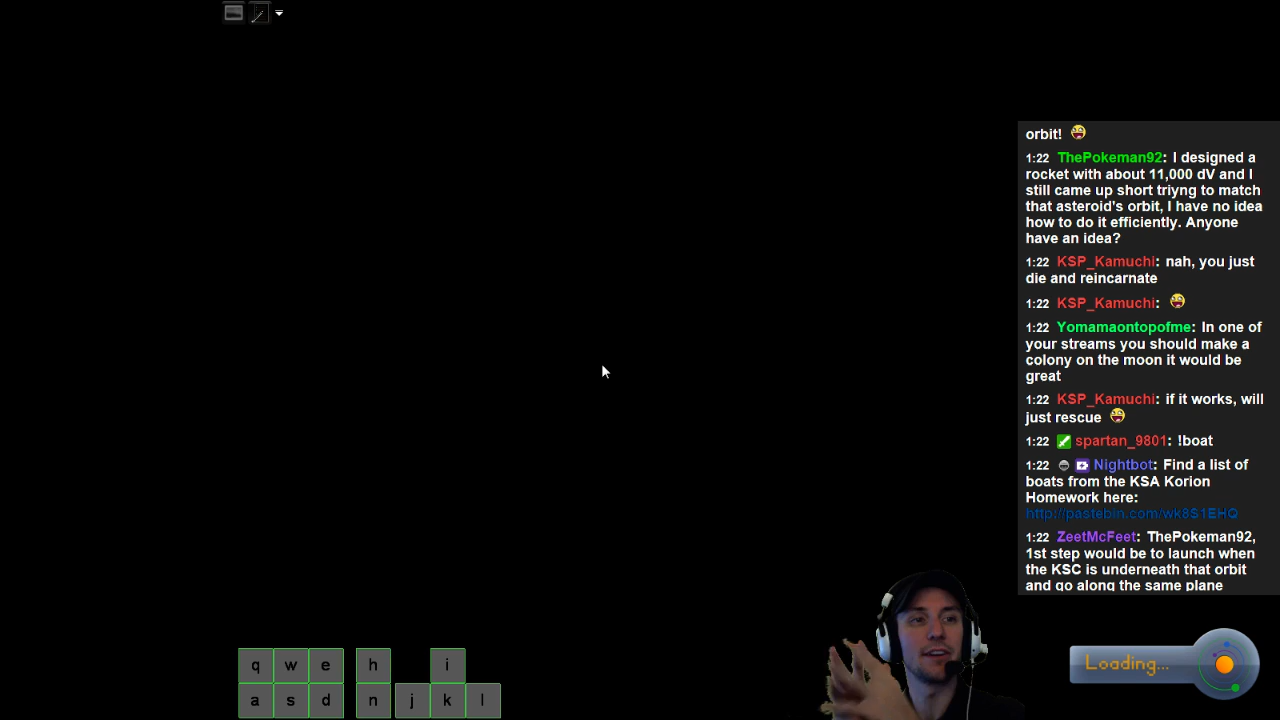 orbit!
1:22 ThePokeman92: I designed a
rocket with about 11,000 dV and I
still came up short triyng to match
that asteroid's orbit, I have no idea
how to do it efficiently. Anyone
have an idea?
1:22 KSP_Kamuchi: nah, you just
die and reincarnate
1:22 KSP_Kamuchi:
1:22 Yomamaontopofme: In one of
your streams you should make a
colony on the moon it would be
great
1:22 KSP_Kamuchi: if it works, will
just rescue
1:22 spartan_9801: !boat
1:22 Nightbot: Find a list of
boats from the KSA Korion
Homework here:
http://pastebin.com/wk8S1EHQ
1:22 ZeetMcFeet: ThePokeman92,
1st step would be to launch when
the KSC is underneath that orbit
and go along the same plane
q w e h i
a s d n j k l
Loading...